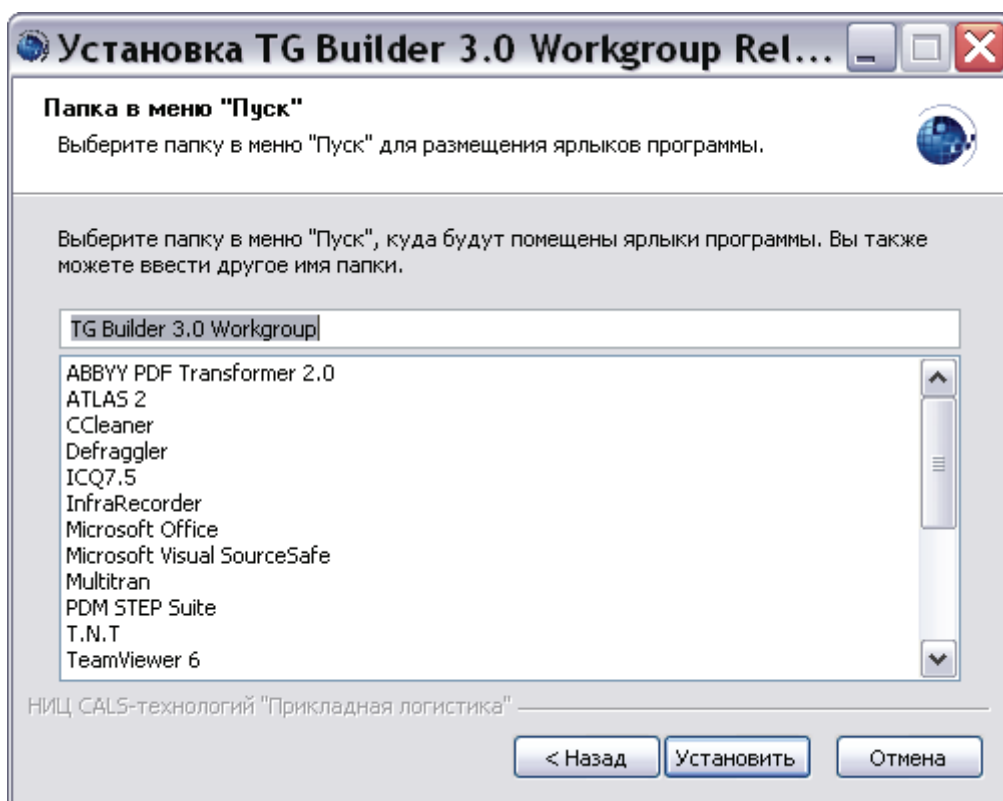 Установка TG Builder 3.0 Workgroup Rel...
Папка в меню "Пуск"
Выберите папку в меню "Пуск" для размещения ярлыков программы.
Выберите папку в меню "Пуск", куда будут помещены ярлыки программы. Вы также
можете ввести другое имя папки.
TG Builder 3.0 Workgroup
ABBYY PDF Transformer 2.0
ATLAS 2
CCleaner
Defraggler
ICQ7.5
InfraRecorder
Microsoft Office
Microsoft Visual SourceSafe
Multitran
PDM STEP Suite
T.N.T
TeamViewer 6
НИЦ CALS-технологий "Прикладная логистика"
< Назад Установить Отмена